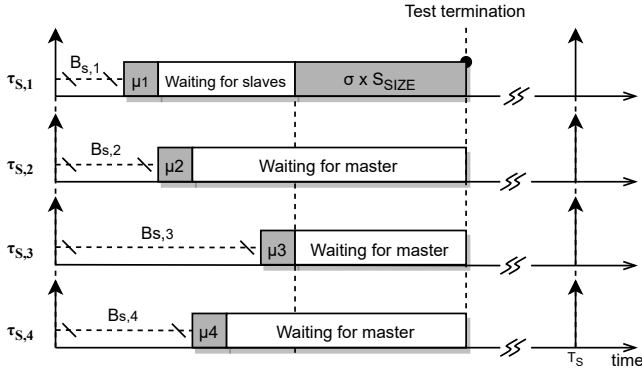 Test termination
τS,1
BS,1
μ1
Waiting for slaves
σ x SSIZE
τS,2
BS,2
μ2
Waiting for master
τS,3
BS,3
μ3
Waiting for master
τS,4
BS,4
μ4
Waiting for master
TS
time